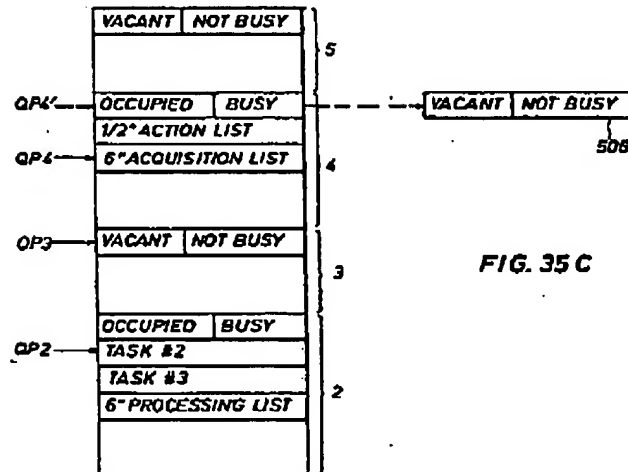 VACANT NOT BUSY
5
QP4' OCCUPIED BUSY VACANT NOT BUSY
1/2" ACTION LIST
508
QP4 6" ACQUISITION LIST
4
QP3 VACANT NOT BUSY
FIG. 35 C
3
OCCUPIED BUSY
QP2 TASK #2
TASK #3
2
6" PROCESSING LIST